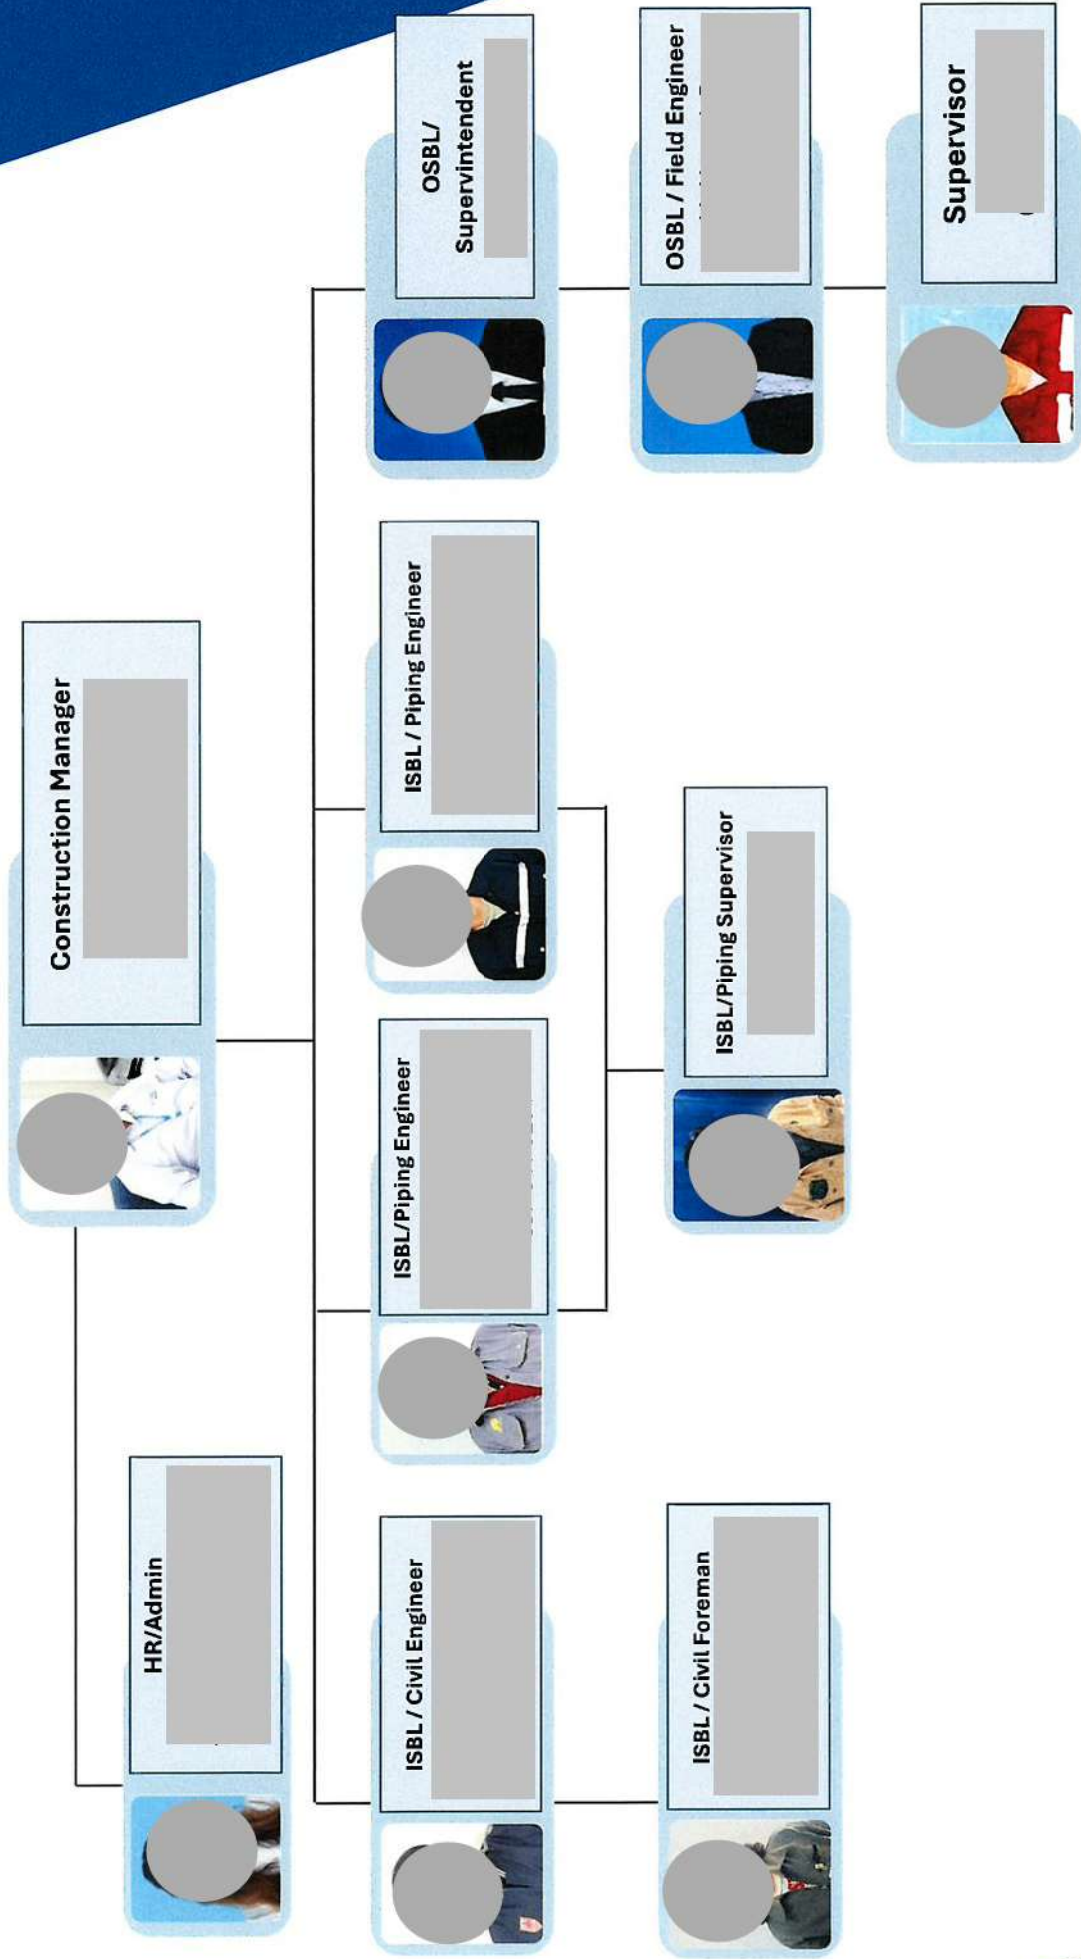 Construction Manager
HR/Admin
ISBL / Civil Engineer
ISBL/Piping Engineer
ISBL / Piping Engineer
OSBL/
Supervintendent
ISBL / Civil Foreman
ISBL/Piping Supervisor
OSBL / Field Engineer
Supervisor